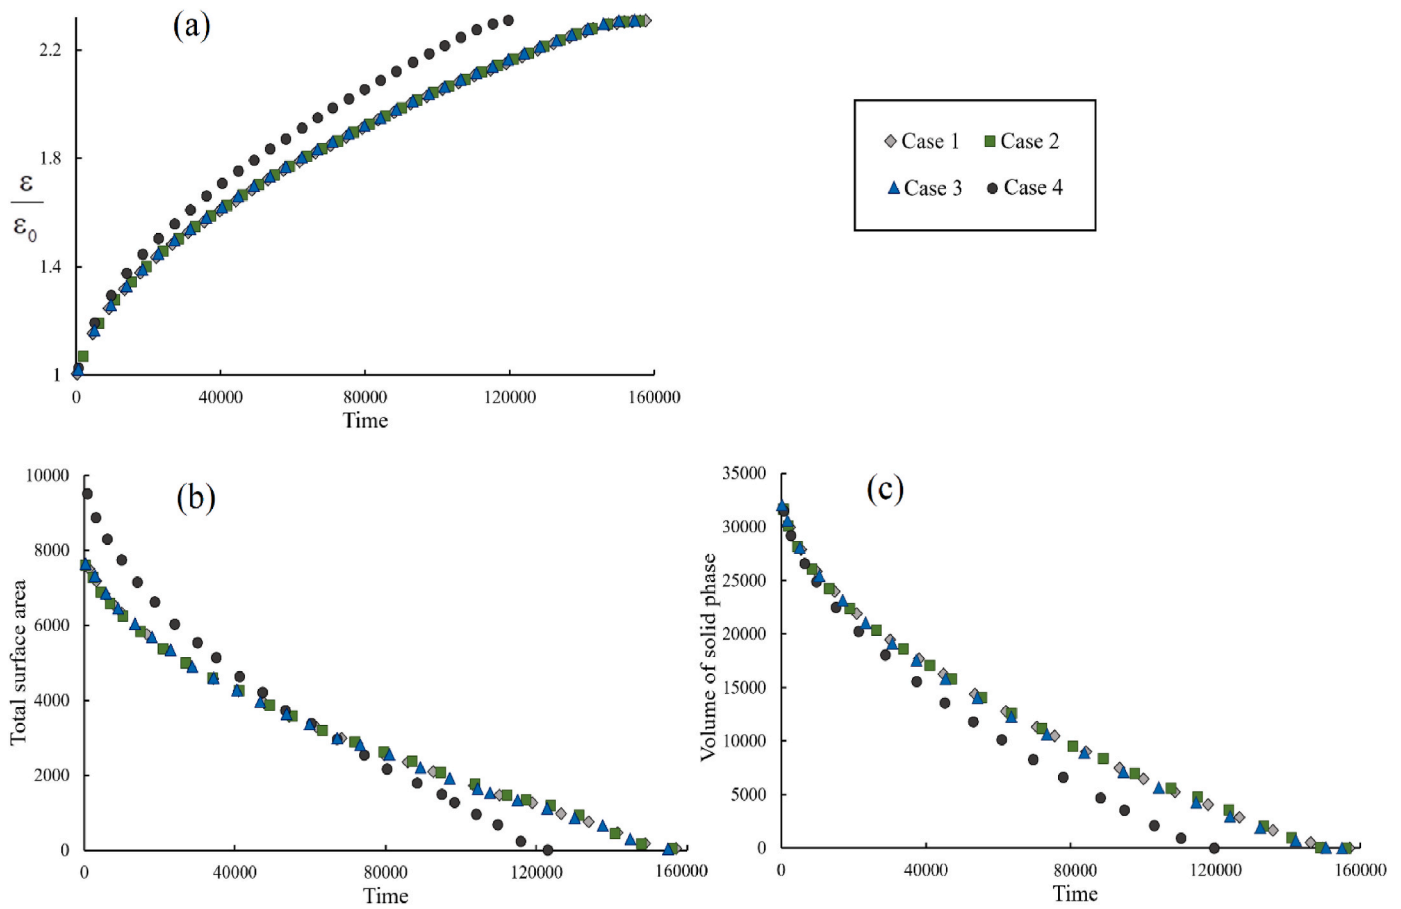 (a)
2.2
1.8
ε
ε0
1.4
1
0 40000 80000 120000 160000
Time
Case 1 Case 2
Case 3 Case 4
(b)
10000
8000
6000
4000
2000
0
Total surface area
0 40000 80000 120000 160000
Time
(c)
35000
30000
25000
20000
15000
10000
5000
0
Volume of solid phase
0 40000 80000 120000 160000
Time